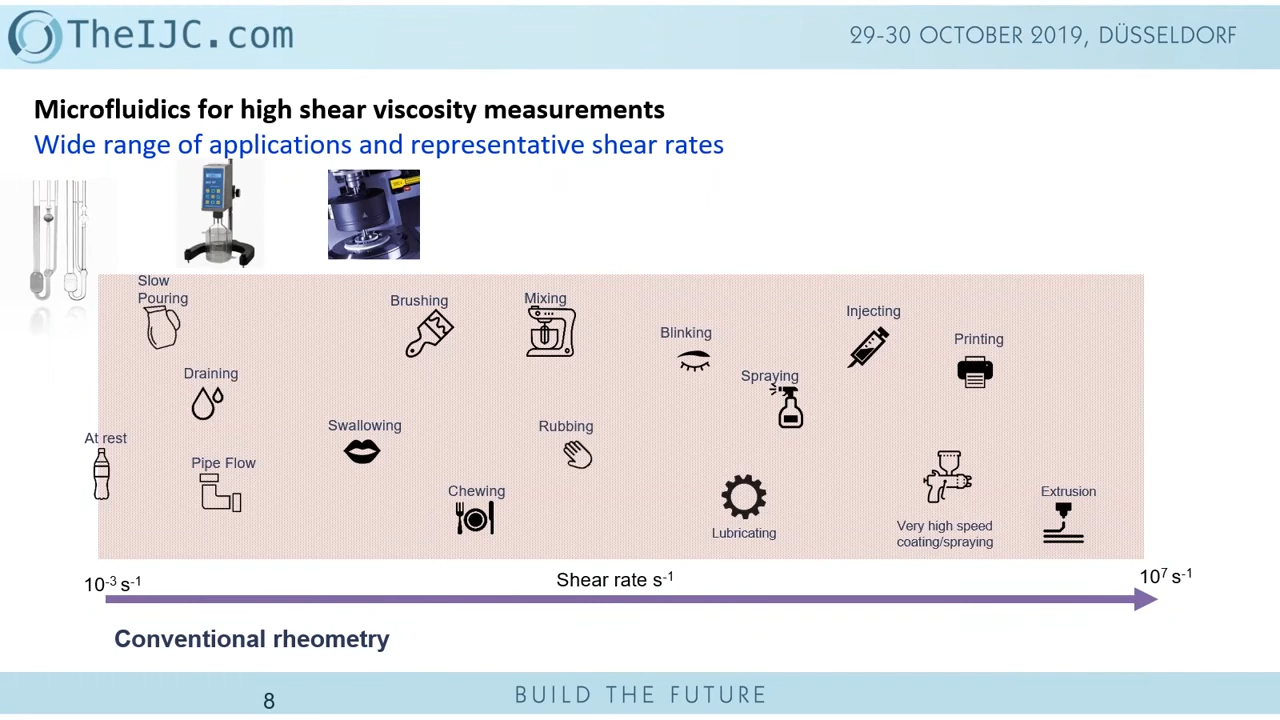 TheIJC.com
29-30 OCTOBER 2019, DÜSSELDORF
Microfluidics for high shear viscosity measurements
Wide range of applications and representative shear rates
Slow
Pouring
Brushing
Mixing
Injecting
Blinking
Printing
Draining
Spraying
At rest
Swallowing
Rubbing
Pipe Flow
Chewing
Extrusion
Lubricating
Very high speed
coating/spraying
10-3 s-1
Shear rate s-1
107 s-1
Conventional rheometry
8
BUILD THE FUTURE